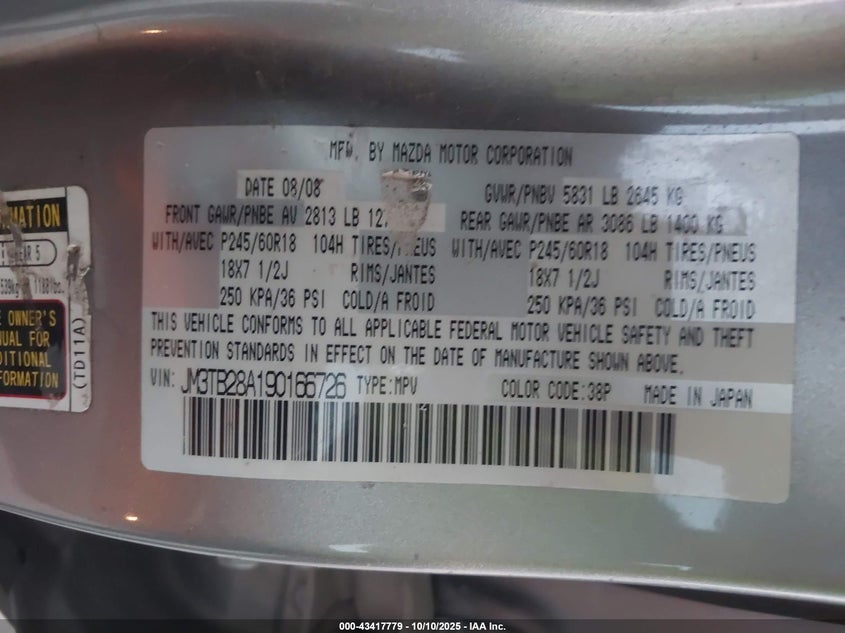 MFD. BY MAZDA MOTOR CORPORATION
DATE 08/08 GVWR/PNBV 5831 LB 2645 KG
FRONT GAWR/PNBE AV 2813 LB REAR GAWR/PNBE AR 3086 LB 1400 KG
WITH/AVEC P245/60R18 104H TIRES/PNEUS WITH/AVEC P245/60R18 104H TIRES/PNEUS
18X7 1/2J RIMS/JANTES 18X7 1/2J RIMS/JANTES
250 KPA/36 PSI COLD/A FROID 250 KPA/36 PSI COLD/A FROID
THIS VEHICLE CONFORMS TO ALL APPLICABLE FEDERAL MOTOR VEHICLE SAFETY AND THEFT
PREVENTION STANDARDS IN EFFECT ON THE DATE OF MANUFACTURE SHOWN ABOVE.
VIN: JM3TB28A190166726 TYPE:MPV COLOR CODE:38P MADE IN JAPAN
OWNER'S
FOR
(TD11A)
000-43417779 - 10/10/2025 - IAA Inc.